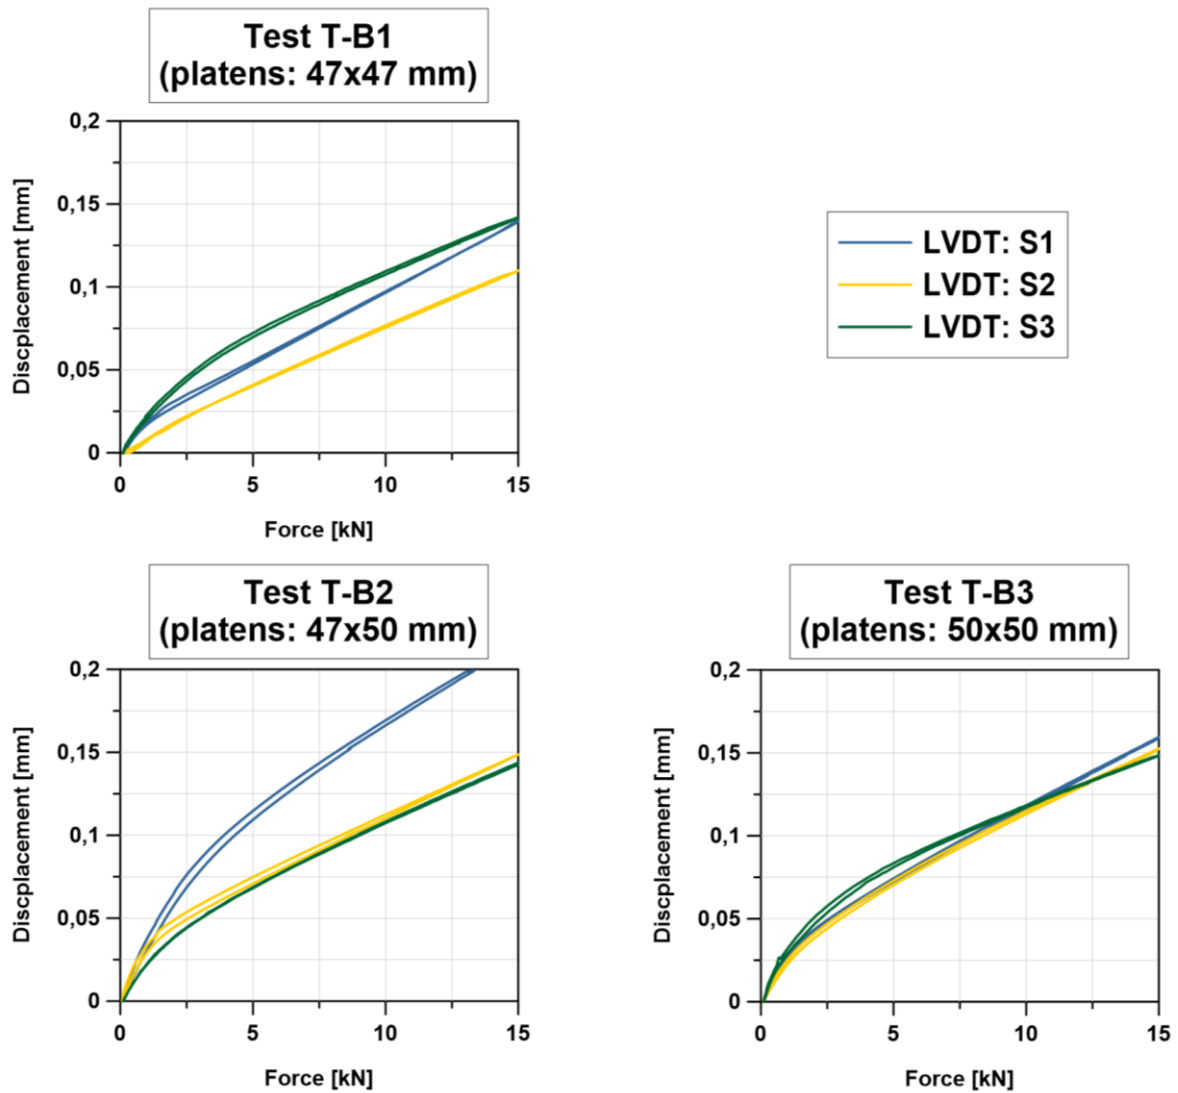 Test T-B1
(platens: 47x47 mm)
0,2
0,15
0,1
0,05
0
Discplacement [mm]
0
5
10
15
Force [kN]
LVDT: S1
LVDT: S2
LVDT: S3
Test T-B2
(platens: 47x50 mm)
0,2
0,15
0,1
0,05
0
Discplacement [mm]
0
5
10
15
Force [kN]
Test T-B3
(platens: 50x50 mm)
0,2
0,15
0,1
0,05
0
Discplacement [mm]
0
5
10
15
Force [kN]